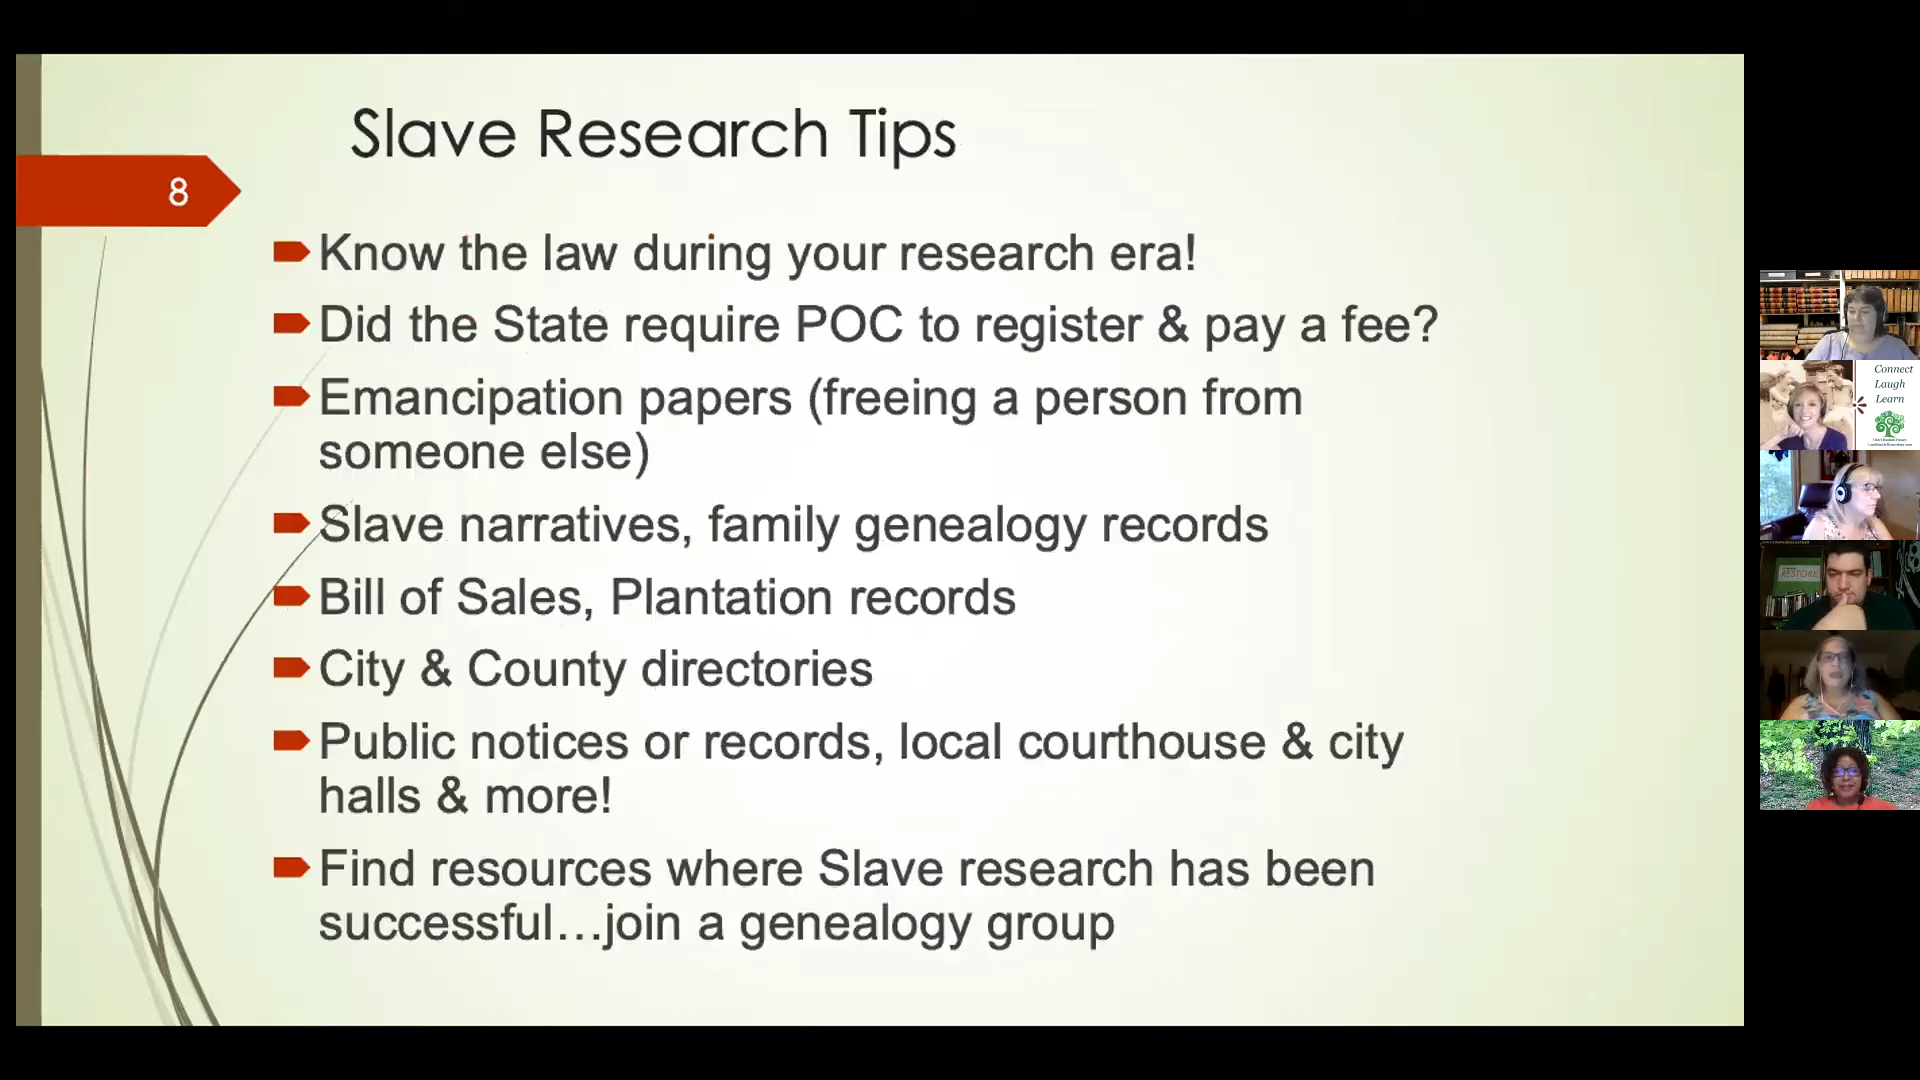 Slave Research Tips
8
Know the law during your research era!
Did the State require POC to register & pay a fee?
Emancipation papers (freeing a person from
someone else)
Slave narratives, family genealogy records
Bill of Sales, Plantation records
City & County directories
Public notices or records, local courthouse & city
halls & more!
Find resources where Slave research has been
successful…join a genealogy group
Connect
Laugh
Learn
RESTORE